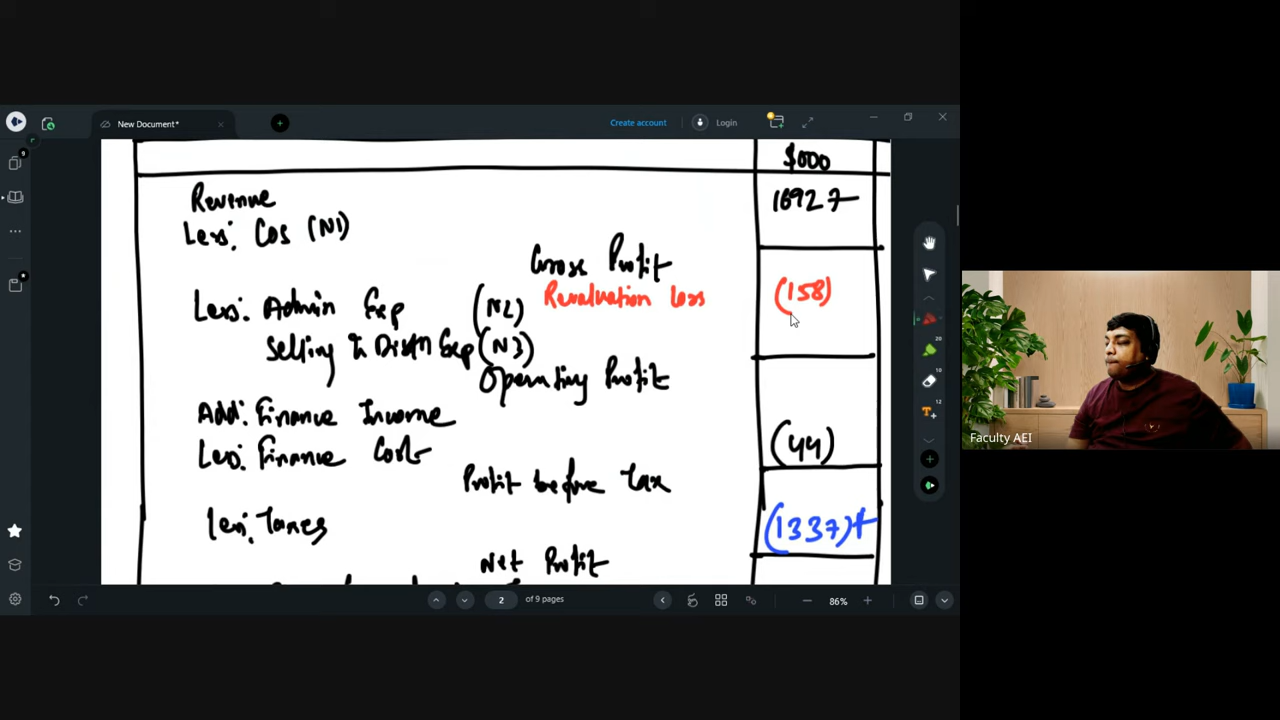 New Document*
Create account
Login
$000
Revenue 16927
Less: Cos (N1)
Gross Profit
Revaluation Loss (158)
Less: Admin Exp (N2)
Selling & Distn Exp (N3)
Operating Profit
Add: Finance Income
Less: Finance Cost (44)
Profit before Tax
Less: Taxes (1337)
Net Profit
Faculty AEI
2 of 9 pages
86%